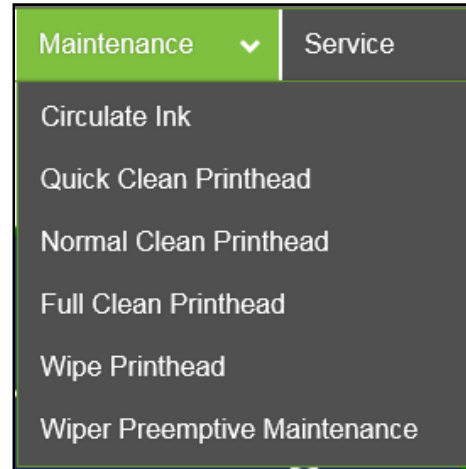 Maintenance Service
Circulate Ink
Quick Clean Printhead
Normal Clean Printhead
Full Clean Printhead
Wipe Printhead
Wiper Preemptive Maintenance